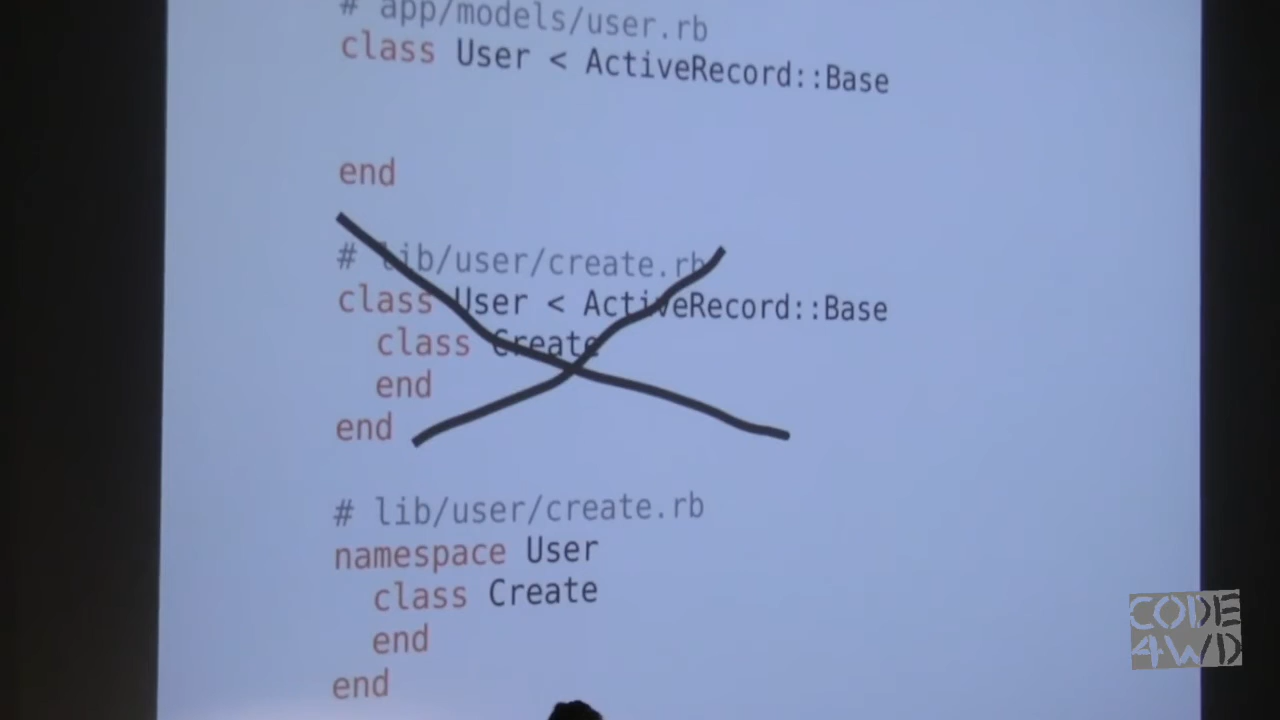 # app/models/user.rb
class User < ActiveRecord::Base
end
# lib/user/create.rb
class User < ActiveRecord::Base
class Create
end
end
# lib/user/create.rb
namespace User
class Create
end
end
CODE
4WD